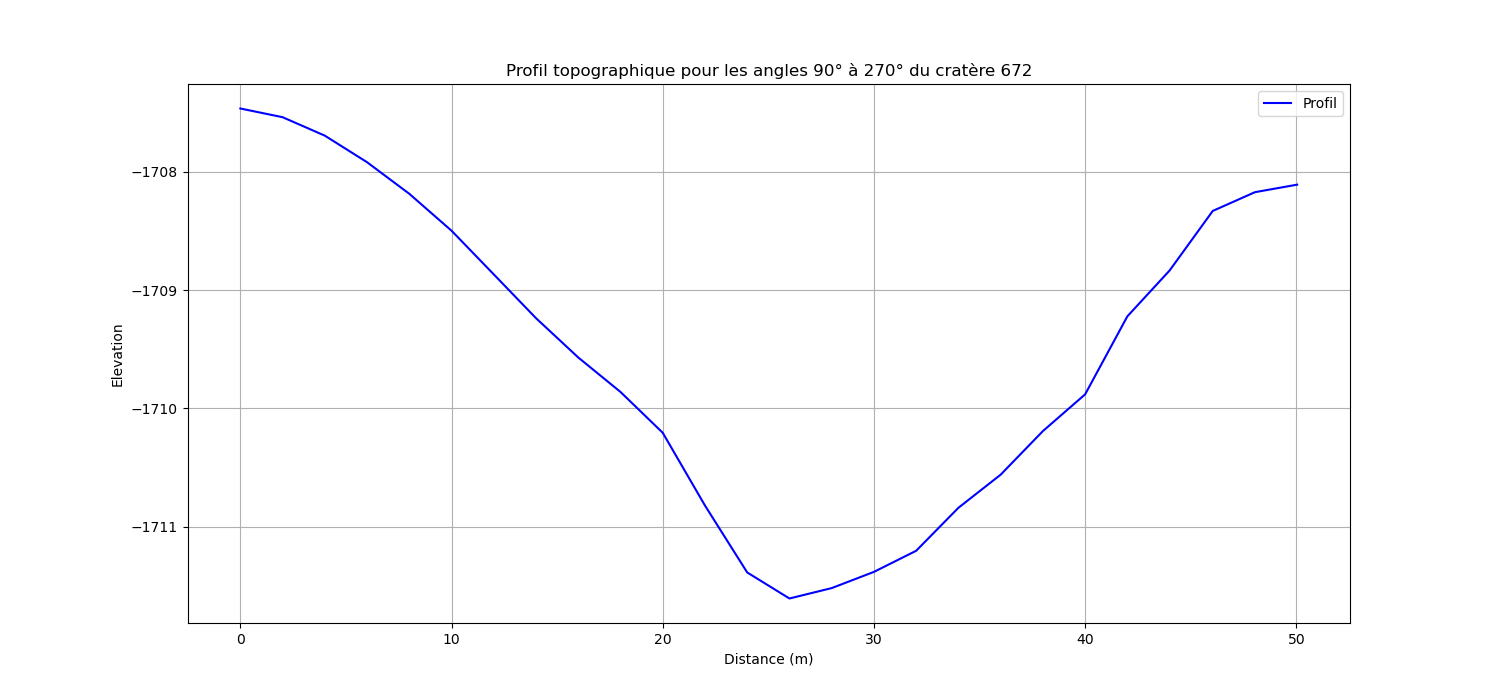 Profil topographique pour les angles 90° à 270° du cratère 672
Profil
−1708
−1709
−1710
−1711
Elevation
0 10 20 30 40 50
Distance (m)